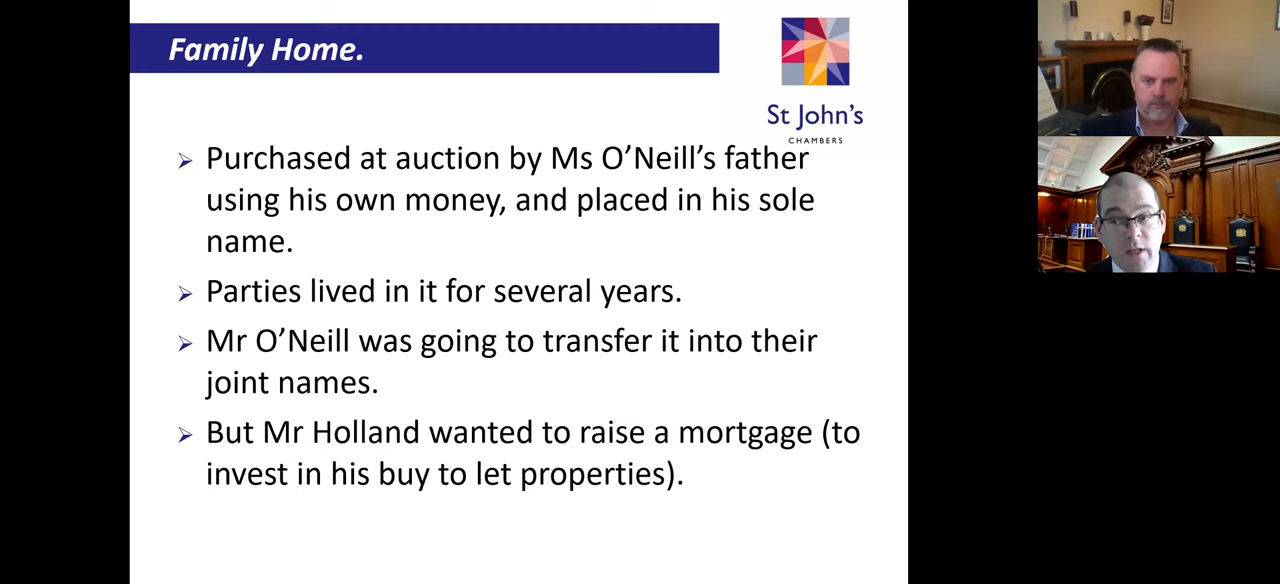 Family Home.
St John's
CHAMBERS
➢ Purchased at auction by Ms O’Neill’s father
using his own money, and placed in his sole
name.
➢ Parties lived in it for several years.
➢ Mr O’Neill was going to transfer it into their
joint names.
➢ But Mr Holland wanted to raise a mortgage (to
invest in his buy to let properties).